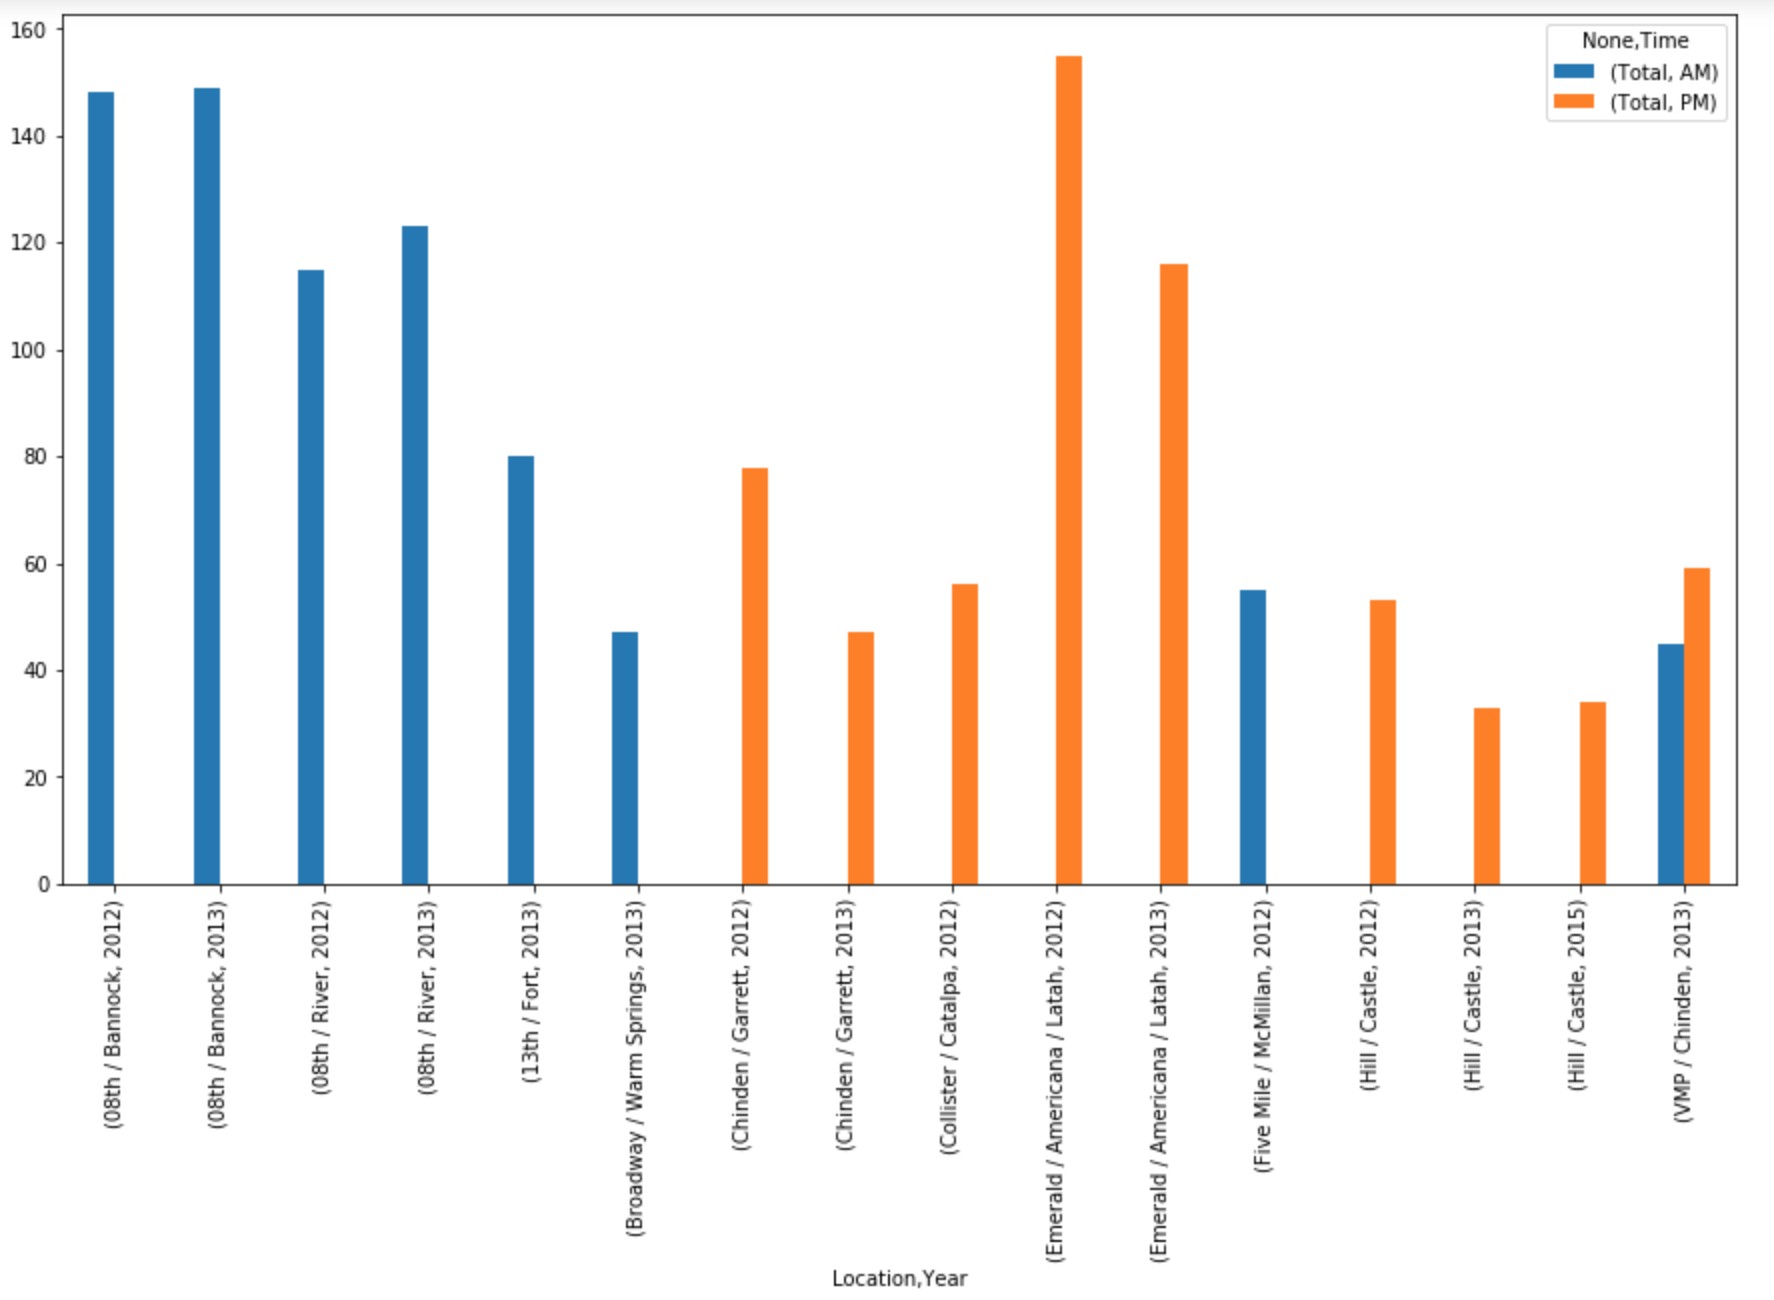 160
140
120
100
80
60
40
20
0
None,Time
(Total, AM)
(Total, PM)
(08th / Bannock, 2012)
(08th / Bannock, 2013)
(08th / River, 2012)
(08th / River, 2013)
(13th / Fort, 2013)
(Broadway / Warm Springs, 2013)
(Chinden / Garrett, 2012)
(Chinden / Garrett, 2013)
(Collister / Catalpa, 2012)
(Emerald / Americana / Latah, 2012)
(Emerald / Americana / Latah, 2013)
(Five Mile / McMillan, 2012)
(Hill / Castle, 2012)
(Hill / Castle, 2013)
(Hill / Castle, 2015)
(VMP / Chinden, 2013)
Location,Year